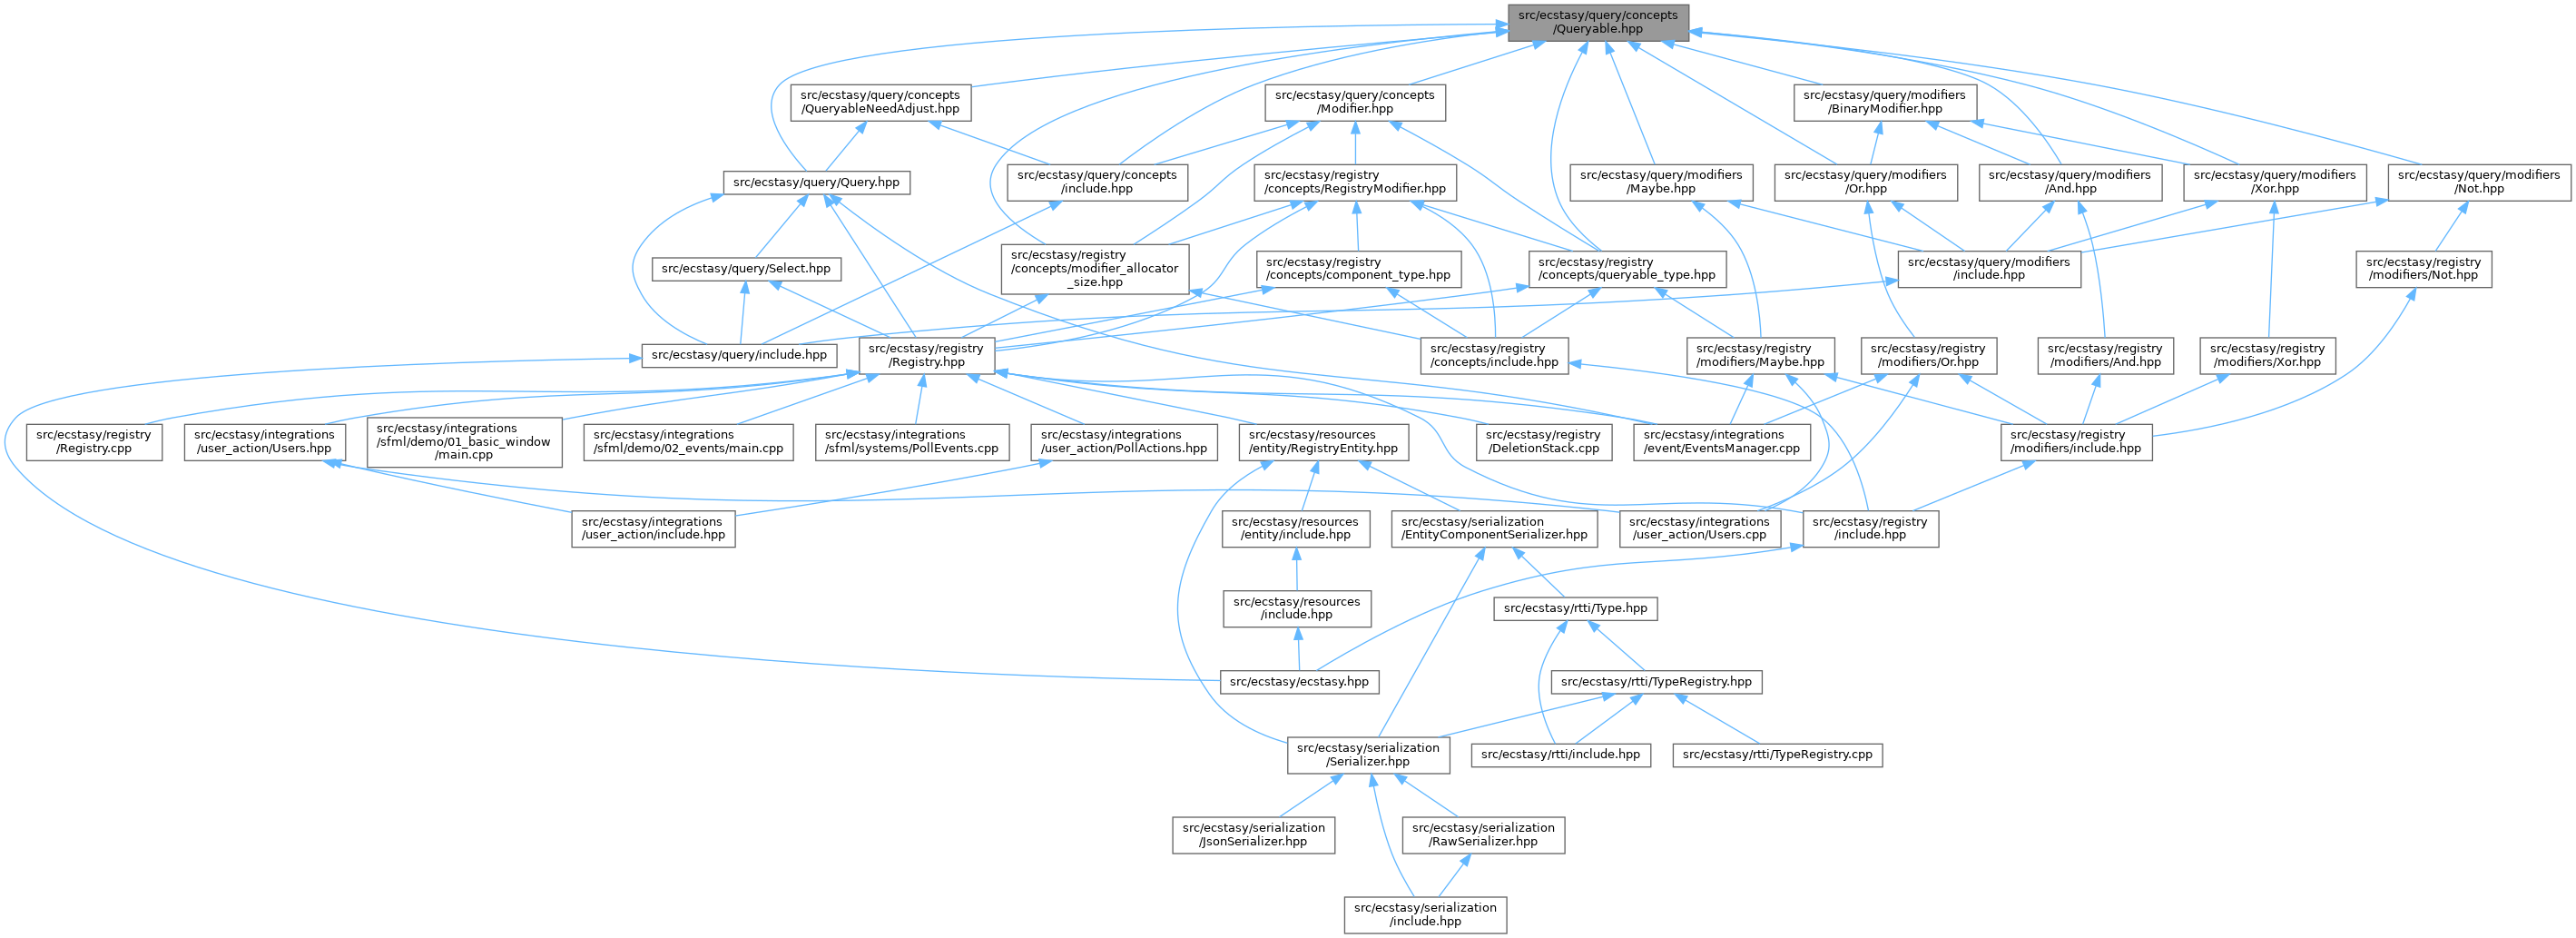 src/ecstasy/query/concepts
/Queryable.hpp
src/ecstasy/query/concepts
/QueryableNeedAdjust.hpp
src/ecstasy/query/concepts
/Modifier.hpp
src/ecstasy/query/modifiers
/BinaryModifier.hpp
src/ecstasy/query/Query.hpp
src/ecstasy/query/concepts
/include.hpp
src/ecstasy/registry
/concepts/RegistryModifier.hpp
src/ecstasy/query/modifiers
/Maybe.hpp
src/ecstasy/query/modifiers
/Or.hpp
src/ecstasy/query/modifiers
/And.hpp
src/ecstasy/query/modifiers
/Xor.hpp
src/ecstasy/query/modifiers
/Not.hpp
src/ecstasy/query/Select.hpp
src/ecstasy/registry
/concepts/modifier_allocator
_size.hpp
src/ecstasy/registry
/concepts/component_type.hpp
src/ecstasy/registry
/concepts/queryable_type.hpp
src/ecstasy/query/modifiers
/include.hpp
src/ecstasy/registry
/modifiers/Not.hpp
src/ecstasy/query/include.hpp
src/ecstasy/registry
/Registry.hpp
src/ecstasy/registry
/concepts/include.hpp
src/ecstasy/registry
/modifiers/Maybe.hpp
src/ecstasy/registry
/modifiers/Or.hpp
src/ecstasy/registry
/modifiers/And.hpp
src/ecstasy/registry
/modifiers/Xor.hpp
src/ecstasy/registry
/Registry.cpp
src/ecstasy/integrations
/user_action/Users.hpp
src/ecstasy/integrations
/sfml/demo/01_basic_window
/main.cpp
src/ecstasy/integrations
/sfml/demo/02_events/main.cpp
src/ecstasy/integrations
/sfml/systems/PollEvents.cpp
src/ecstasy/integrations
/user_action/PollActions.hpp
src/ecstasy/resources
/entity/RegistryEntity.hpp
src/ecstasy/registry
/DeletionStack.cpp
src/ecstasy/integrations
/event/EventsManager.cpp
src/ecstasy/registry
/modifiers/include.hpp
src/ecstasy/integrations
/user_action/include.hpp
src/ecstasy/resources
/entity/include.hpp
src/ecstasy/serialization
/EntityComponentSerializer.hpp
src/ecstasy/integrations
/user_action/Users.cpp
src/ecstasy/registry
/include.hpp
src/ecstasy/resources
/include.hpp
src/ecstasy/rtti/Type.hpp
src/ecstasy/ecstasy.hpp
src/ecstasy/rtti/TypeRegistry.hpp
src/ecstasy/serialization
/Serializer.hpp
src/ecstasy/rtti/include.hpp
src/ecstasy/rtti/TypeRegistry.cpp
src/ecstasy/serialization
/JsonSerializer.hpp
src/ecstasy/serialization
/RawSerializer.hpp
src/ecstasy/serialization
/include.hpp